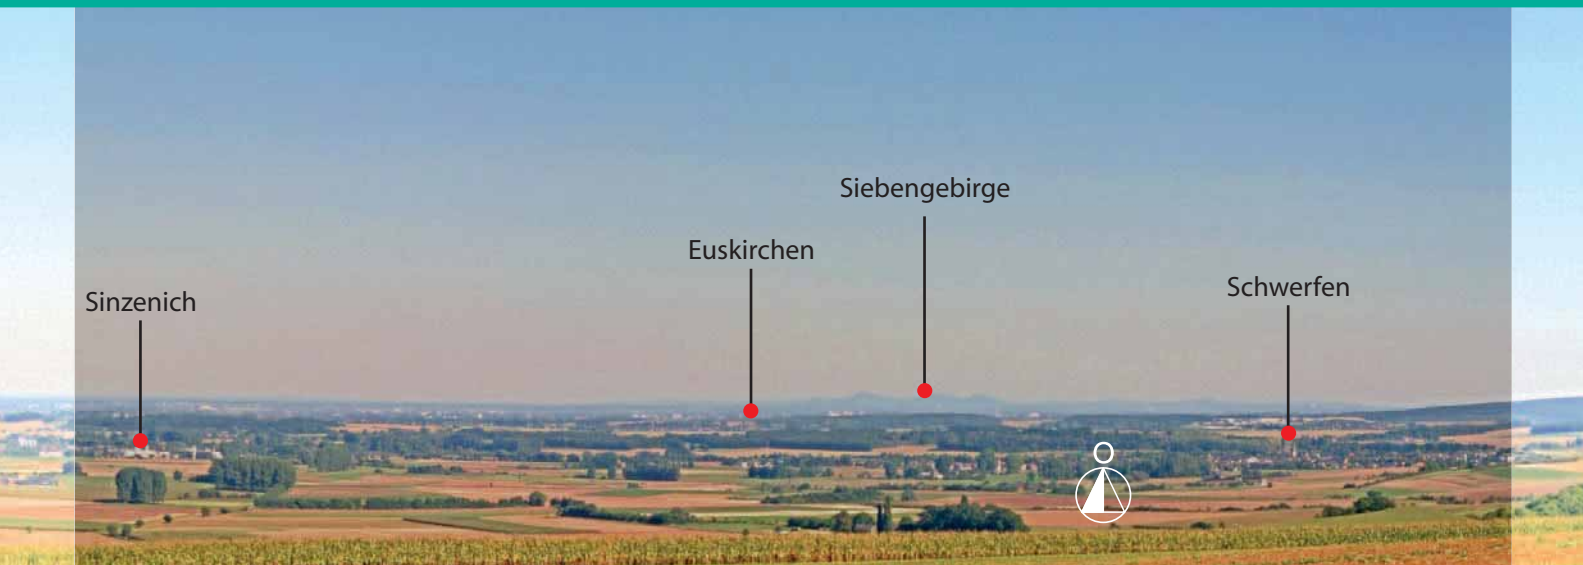 Siebengebirge
Euskirchen
Schwerfen
Sinzenich
O